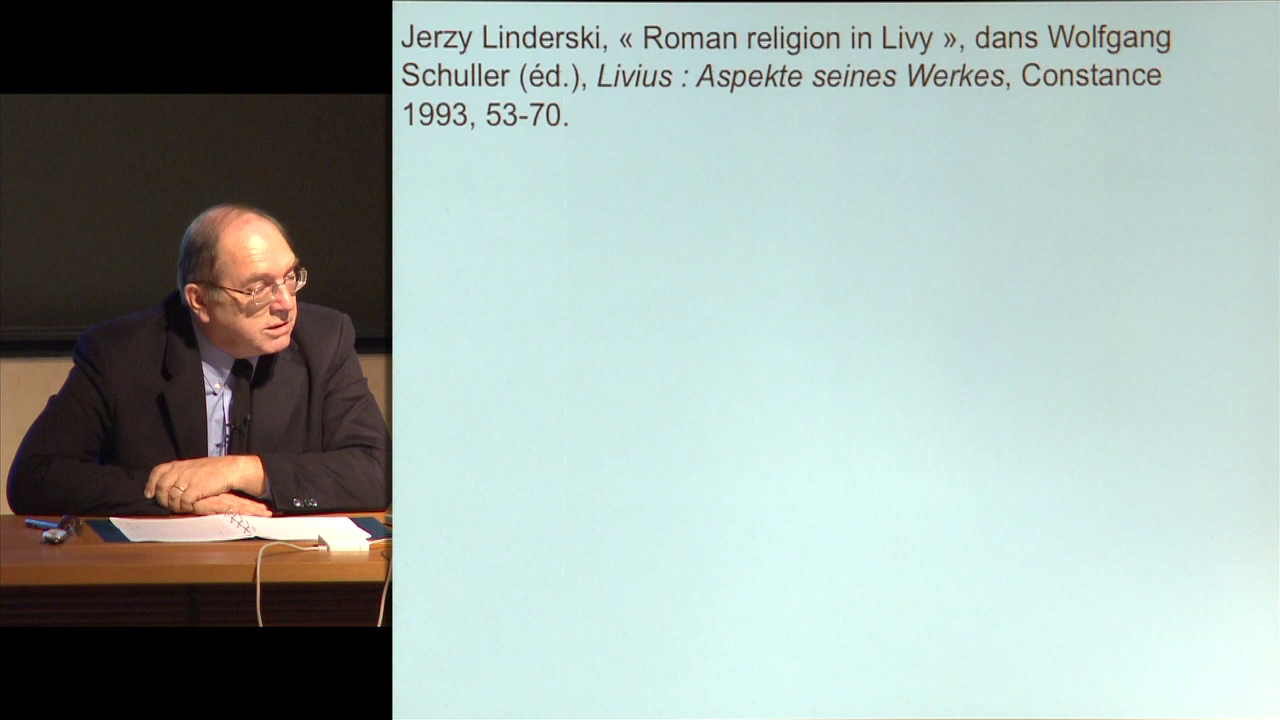 Jerzy Linderski, « Roman religion in Livy », dans Wolfgang
Schuller (éd.), Livius : Aspekte seines Werkes, Constance
1993, 53-70.